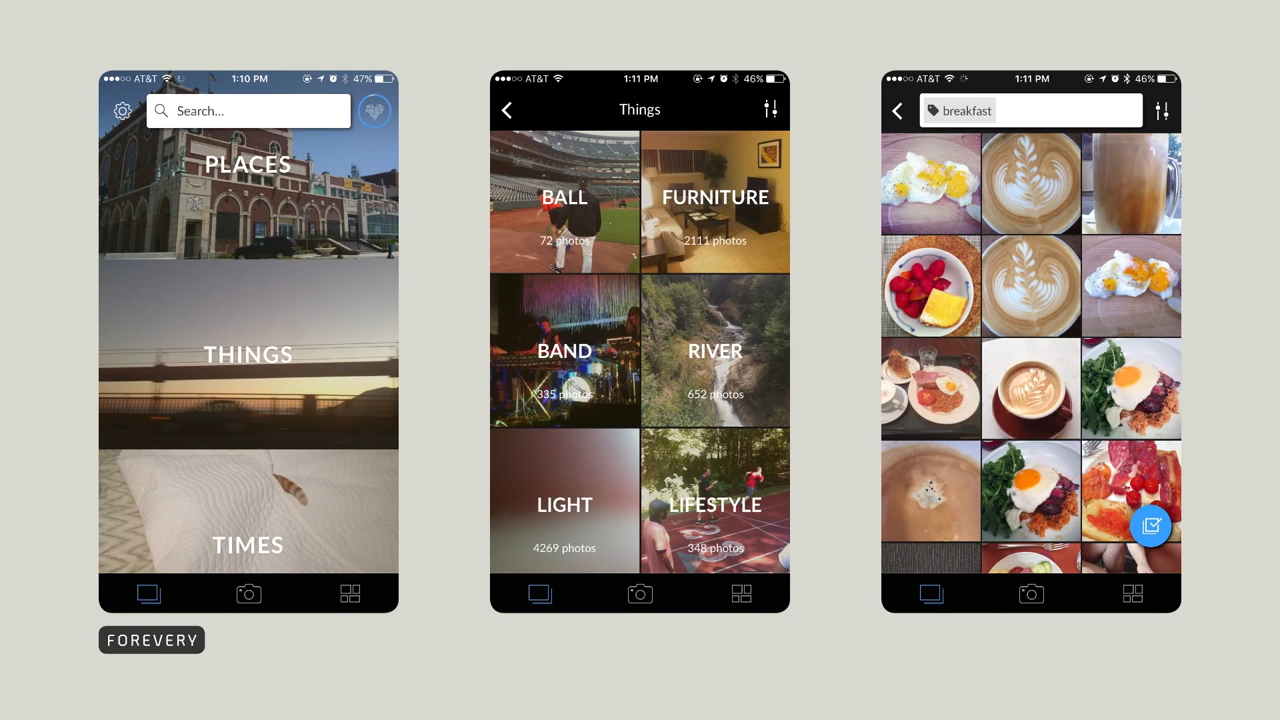 AT&T 1:10 PM 47%
Search...
PLACES
THINGS
TIMES
AT&T 1:11 PM 46%
Things
BALL
72 photos
FURNITURE
2111 photos
BAND
335 photos
RIVER
652 photos
LIGHT
4269 photos
LIFESTYLE
348 photos
AT&T 1:11 PM 46%
breakfast
FOREVERY